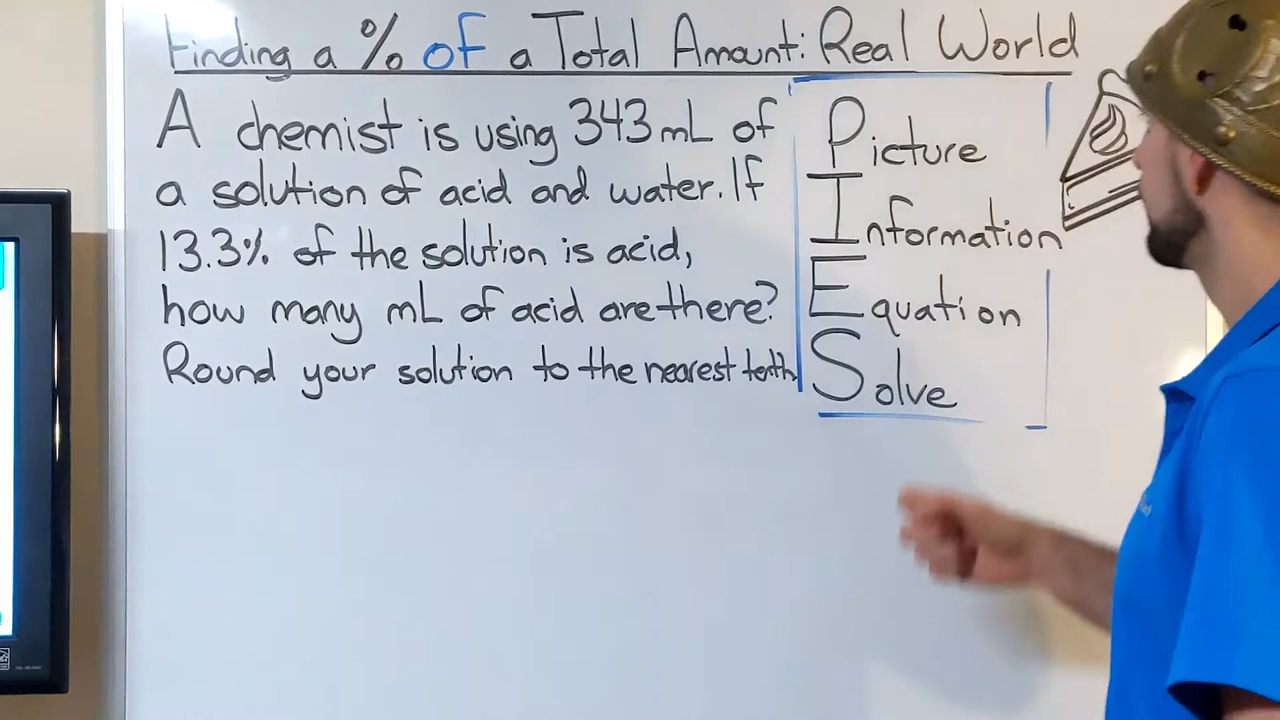 Finding a % of a Total Amount: Real World
A chemist is using 343 mL of
a solution of acid and water. If
13.3% of the solution is acid,
how many mL of acid are there?
Round your solution to the nearest tenth.
Picture
Information
Equation
Solve